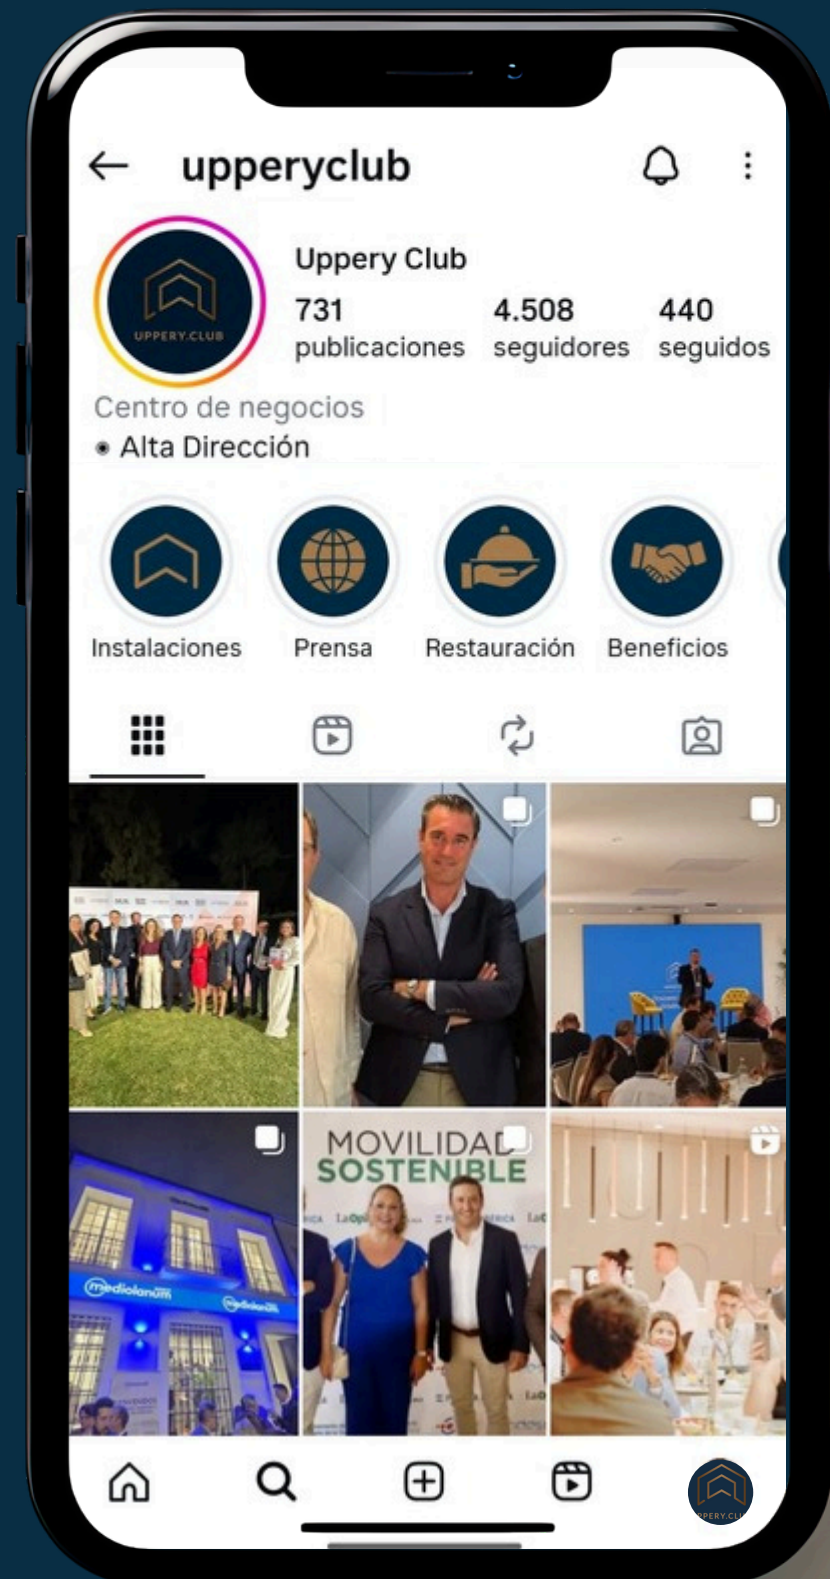 upperyclub
UPPERY.CLUB
Uppery Club
731 4.508 440
publicaciones seguidores seguidos
Centro de negocios
Alta Dirección
Instalaciones Prensa Restauración Beneficios
mediolanum
mediolanum
MOVILIDAD
SOSTENIBLE